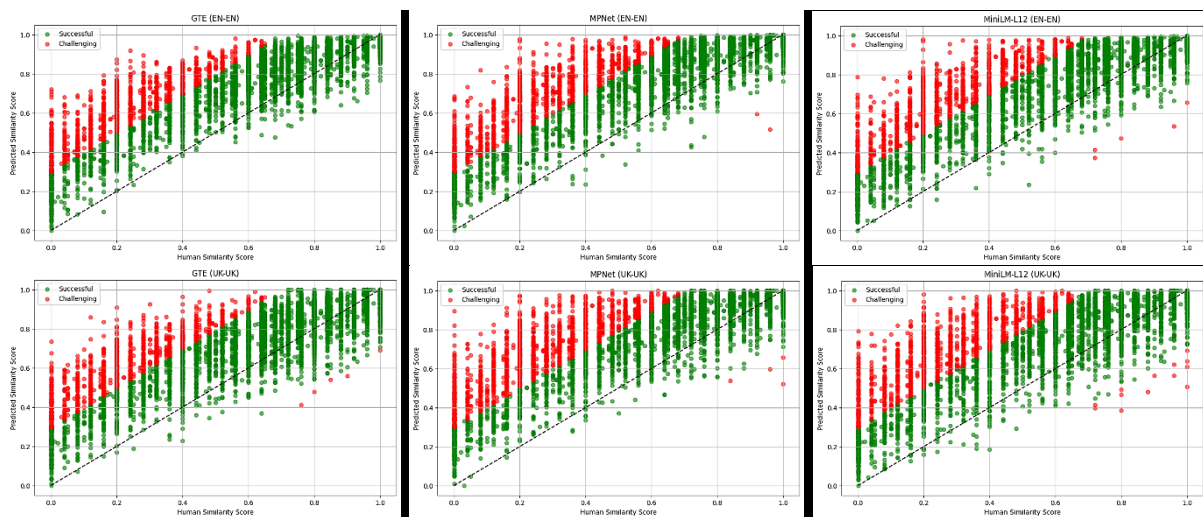 GTE (EN-EN)
Successful
Challenging
Predicted Similarity Score
1.0
0.8
0.6
0.4
0.2
0.0
0.0 0.2 0.4 0.6 0.8 1.0
Human Similarity Score
MPNet (EN-EN)
Successful
Challenging
Predicted Similarity Score
1.0
0.8
0.6
0.4
0.2
0.0
0.0 0.2 0.4 0.6 0.8 1.0
Human Similarity Score
MiniLM-L12 (EN-EN)
Successful
Challenging
Predicted Similarity Score
1.0
0.8
0.6
0.4
0.2
0.0
0.0 0.2 0.4 0.6 0.8 1.0
Human Similarity Score
GTE (UK-UK)
Successful
Challenging
Predicted Similarity Score
1.0
0.8
0.6
0.4
0.2
0.0
0.0 0.2 0.4 0.6 0.8 1.0
Human Similarity Score
MPNet (UK-UK)
Successful
Challenging
Predicted Similarity Score
1.0
0.8
0.6
0.4
0.2
0.0
0.0 0.2 0.4 0.6 0.8 1.0
Human Similarity Score
MiniLM-L12 (UK-UK)
Successful
Challenging
Predicted Similarity Score
1.0
0.8
0.6
0.4
0.2
0.0
0.0 0.2 0.4 0.6 0.8 1.0
Human Similarity Score